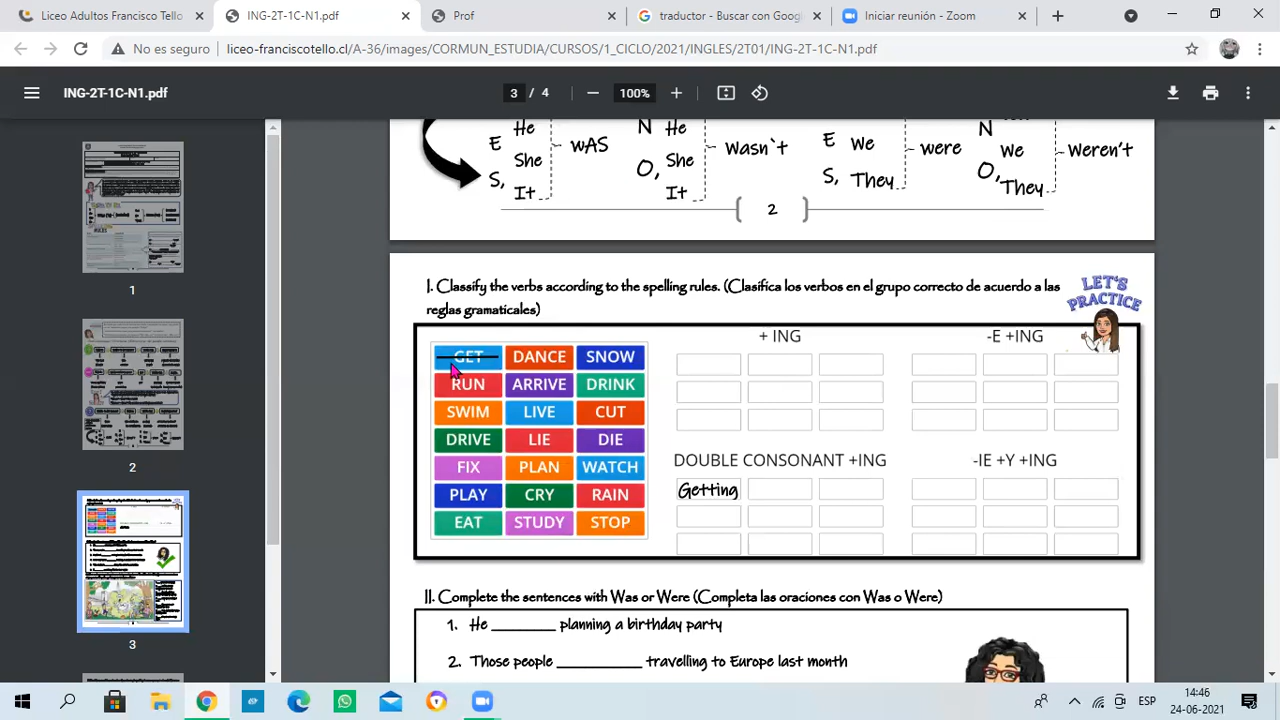 Liceo Adultos Francisco Tello
ING-2T-1C-N1.pdf
Prof
traductor - Buscar con Goog
Iniciar reunión - Zoom
No es seguro
liceo-franciscotello.cl/A-36/images/CORMUN_ESTUDIA/CURSOS/1_CICLO/2021/INGLES/2T01/ING-2T-1C-N1.pdf
ING-2T-1C-N1.pdf
3 / 4
100%
1
2
3
E He
S, She
It
wAS
N He
O, She
It
wasn`t
E We
S, They
were
N We
O, They
weren't
2
I. Classify the verbs according to the spelling rules. (Clasifica los verbos en el grupo correcto de acuerdo a las
reglas gramaticales)
LET'S
PRACTICE
+ ING
-E +ING
GET DANCE SNOW
RUN ARRIVE DRINK
SWIM LIVE CUT
DRIVE LIE DIE
FIX PLAN WATCH
PLAY CRY RAIN
EAT STUDY STOP
DOUBLE CONSONANT +ING
-IE +Y +ING
Getting
II. Complete the sentences with Was or Were (Completa las oraciones con Was o Were)
1. He ________ planning a birthday party
2. Those people ___________ travelling to Europe last month
ESP
14:46
24-06-2021